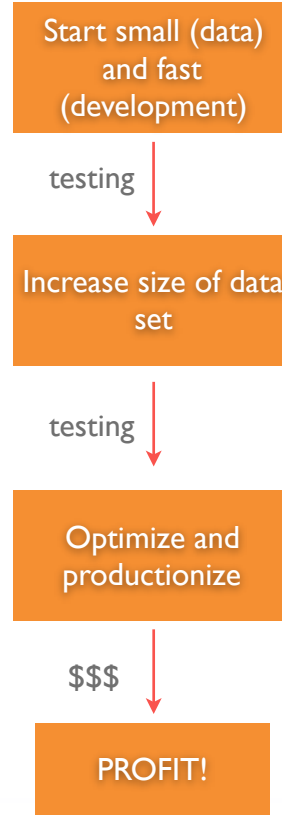 Start small (data)
and fast
(development)
testing
Increase size of data
set
testing
Optimize and
productionize
$$$
PROFIT!